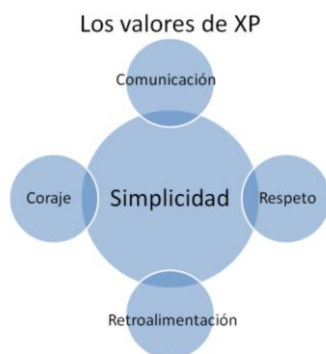 Los valores de XP
Comunicación
Coraje
Simplicidad
Respeto
Retroalimentación